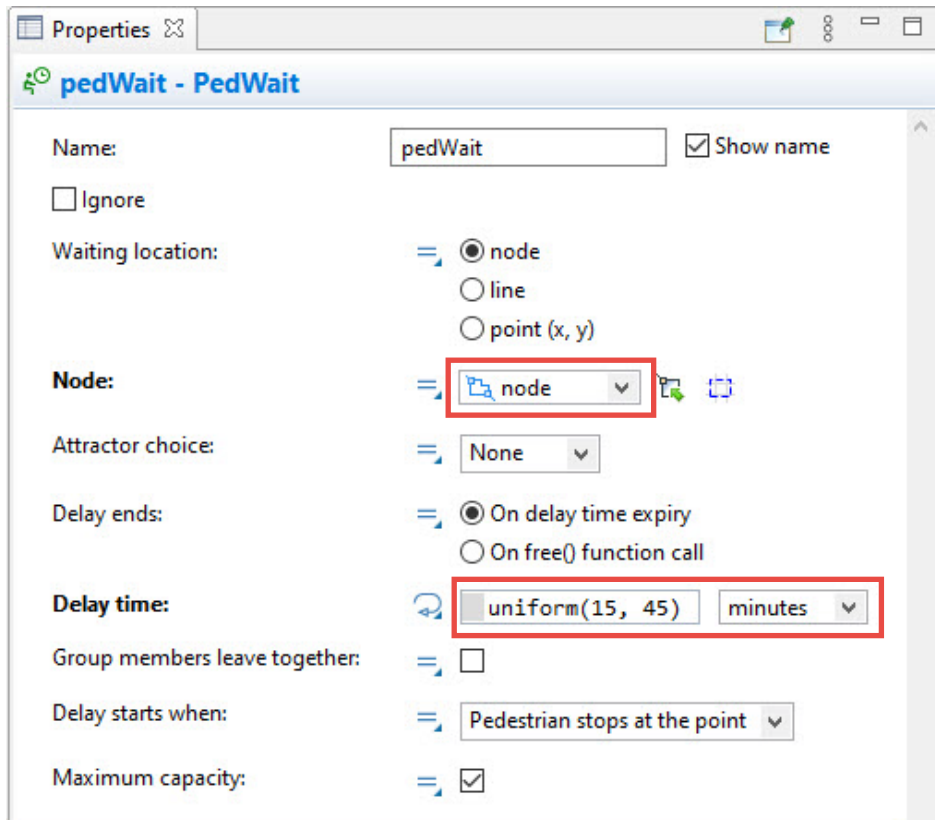 Properties
pedWait - PedWait
Name: pedWait Show name
Ignore
Waiting location: node
line
point (x, y)
Node: node
Attractor choice: None
Delay ends: On delay time expiry
On free() function call
Delay time: uniform(15, 45) minutes
Group members leave together:
Delay starts when: Pedestrian stops at the point
Maximum capacity: